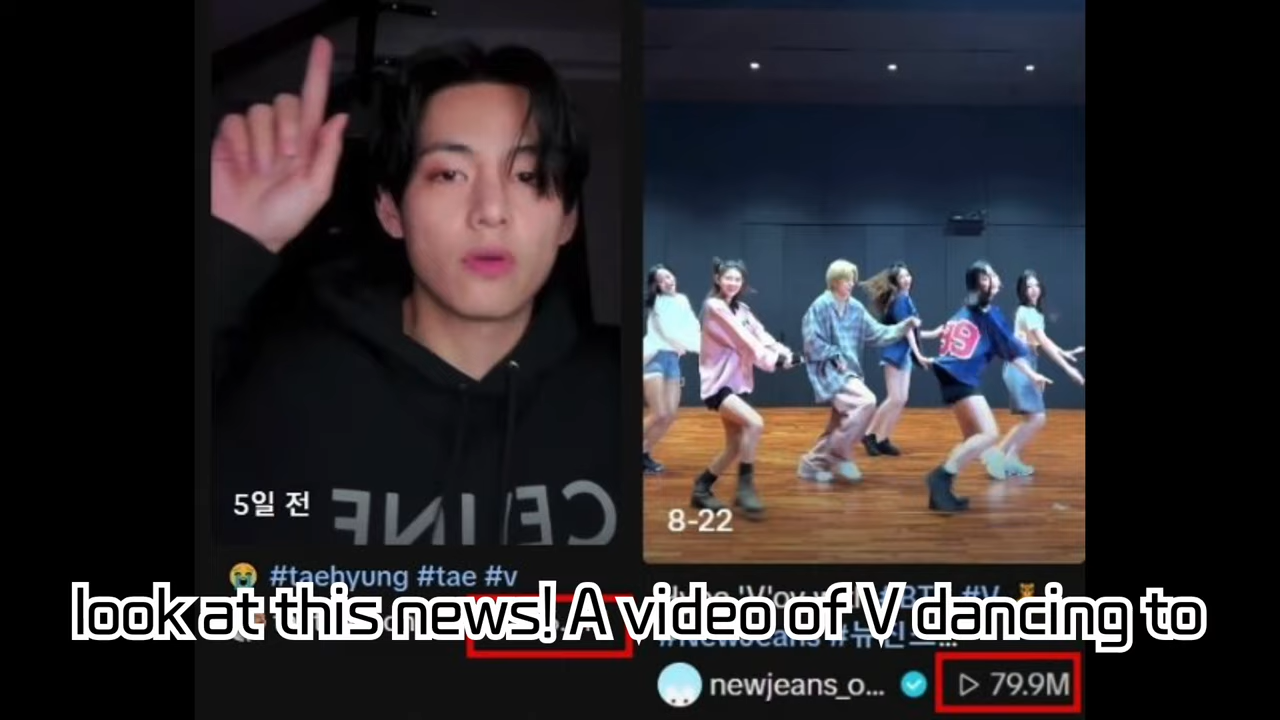 CELINE
5일 전
8-22
😭 #taehyung #tae #v
look at this news! A video of V dancing to
newjeans_o... 79.9M